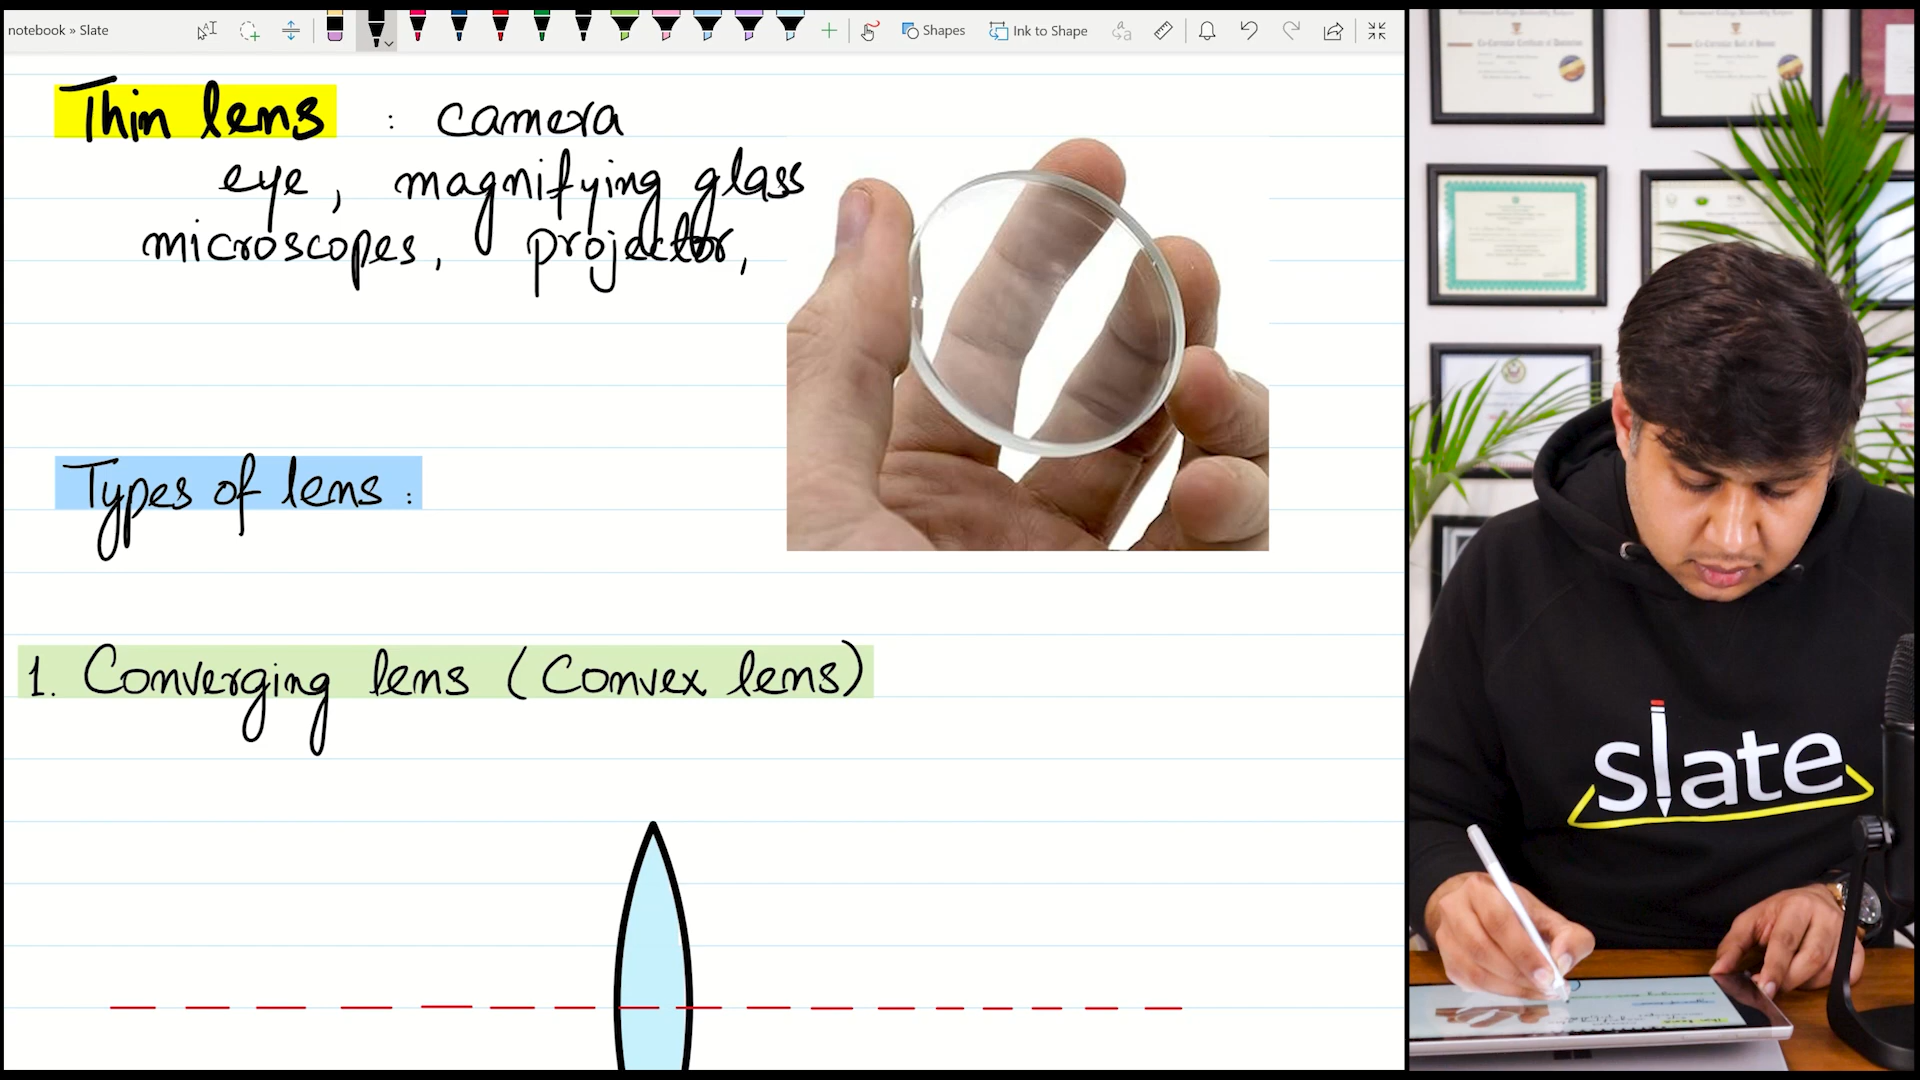 notebook » Slate
Shapes
Ink to Shape
Thin lens : camera
eye, magnifying glass
microscopes, projector,
Types of lens :
1. Converging lens (Convex lens)
slate